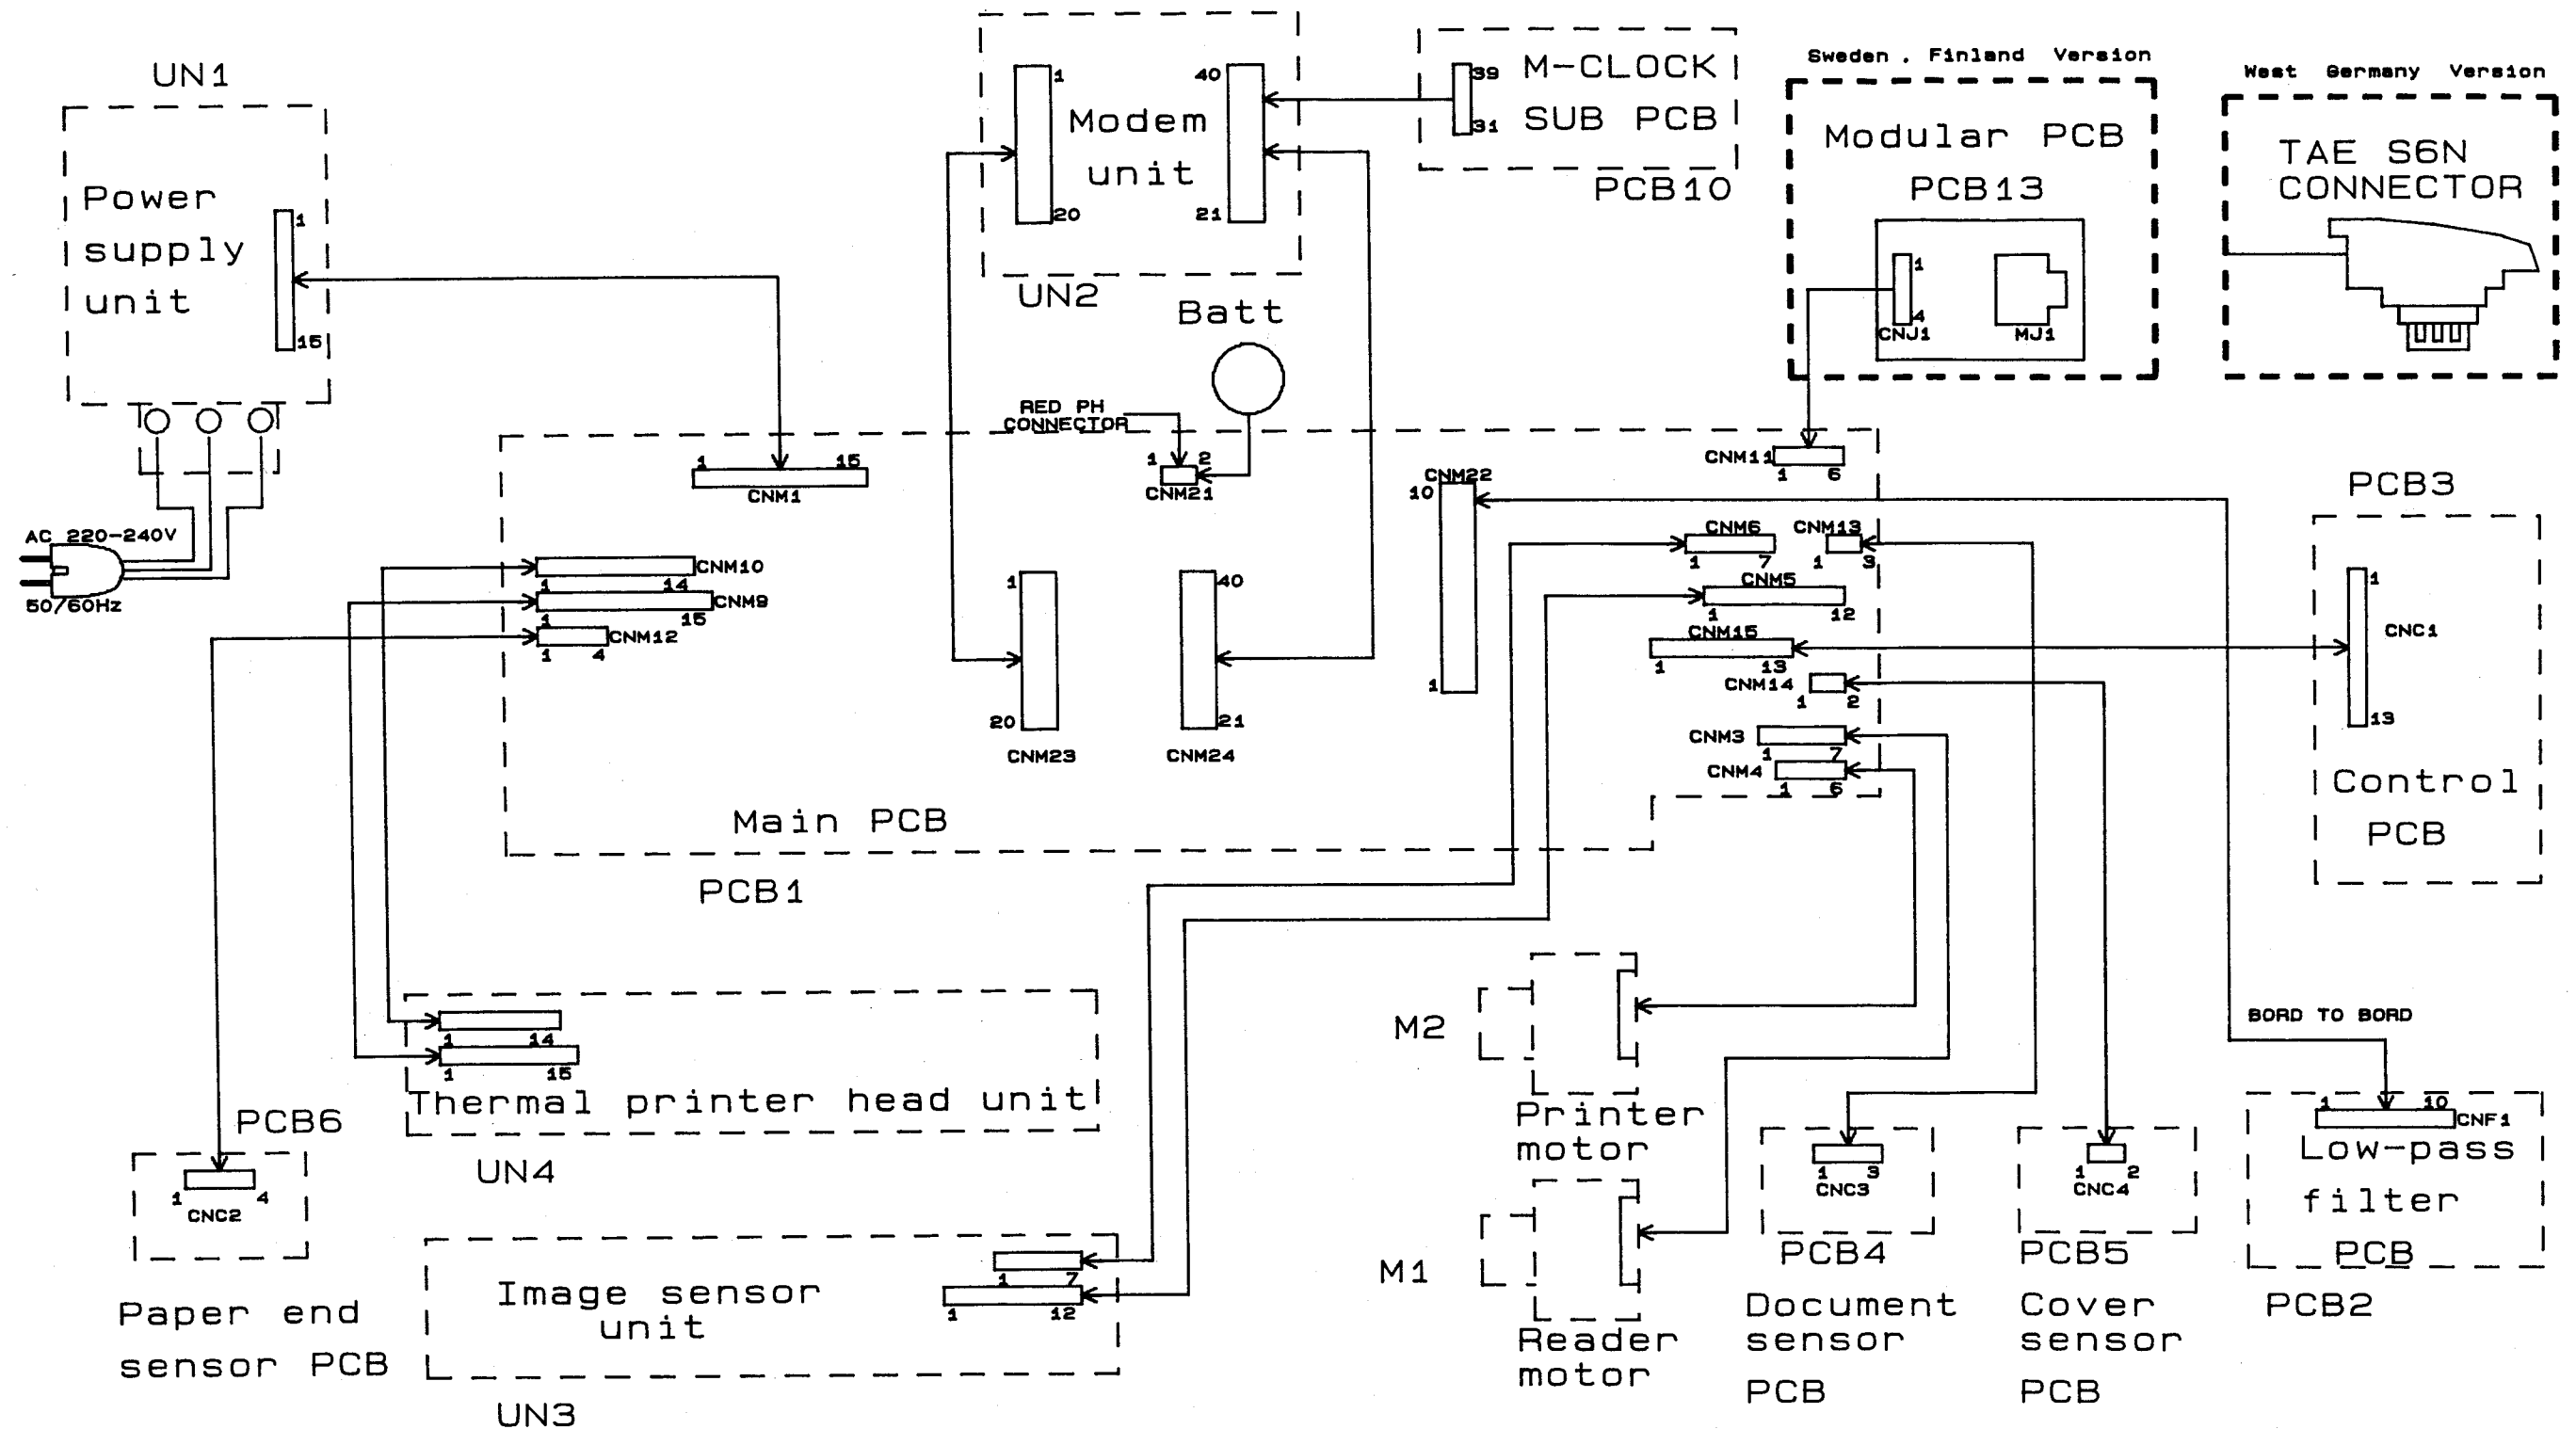 UN1
Power
supply
unit
1
15
AC 220-240V
50/60Hz
1
20
Modem
unit
40
21
UN2
39
31
M-CLOCK
SUB PCB
PCB10
Sweden . Finland Version
Modular PCB
PCB13
1
4
CNJ1
MJ1
West Germany Version
TAE S6N
CONNECTOR
Batt
RED PH
CONNECTOR
1 2
CNM21
1 15
CNM1
CNM10
1 14
CNM9
1 15
CNM12
1 4
1
20
CNM23
40
21
CNM24
CNM22
10
1
CNM11
1 6
CNM6
1 7
CNM13
1 3
CNM5
1 12
CNM15
1 13
CNM14
1 2
CNM3
1 7
CNM4
1 6
Main PCB
PCB1
PCB3
1
CNC1
13
Control
PCB
1 14
1 15
Thermal printer head unit
UN4
PCB6
1 4
CNC2
Paper end
sensor PCB
1 7
1 12
Image sensor
unit
UN3
M2
Printer
motor
M1
Reader
motor
1 3
CNC3
PCB4
Document
sensor
PCB
1 2
CNC4
PCB5
Cover
sensor
PCB
BORD TO BORD
1 10
CNF1
Low-pass
filter
PCB
PCB2